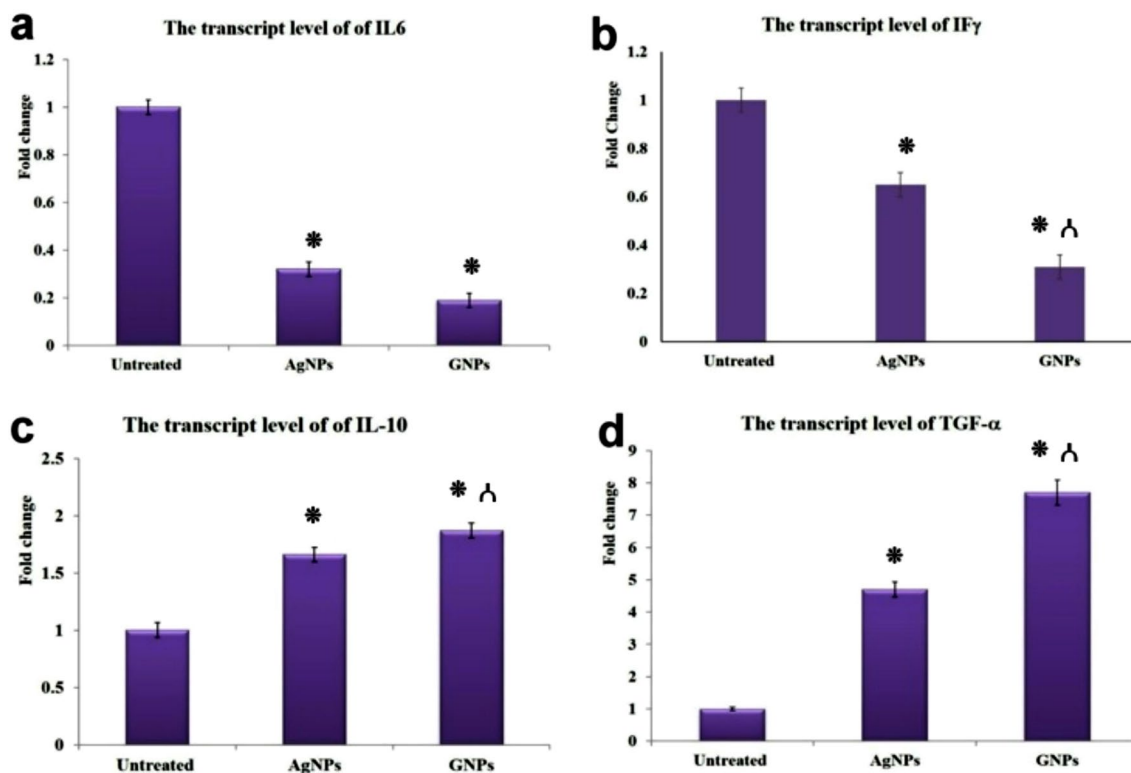 a
The transcript level of of IL6
Fold change
1.2
1
0.8
0.6
0.4
0.2
0
*
*
Untreated
AgNPs
GNPs
b
The transcript level of IFγ
Fold Change
1
0.8
0.6
0.4
0.2
0
*
*
Untreated
AgNPs
GNPs
c
The transcript level of of IL-10
Fold change
2.5
2
1.5
1
0.5
0
*
*
Untreated
AgNPs
GNPs
d
The transcript level of TGF-α
Fold change
9
8
7
6
5
4
3
2
1
0
*
*
Untreated
AgNPs
GNPs